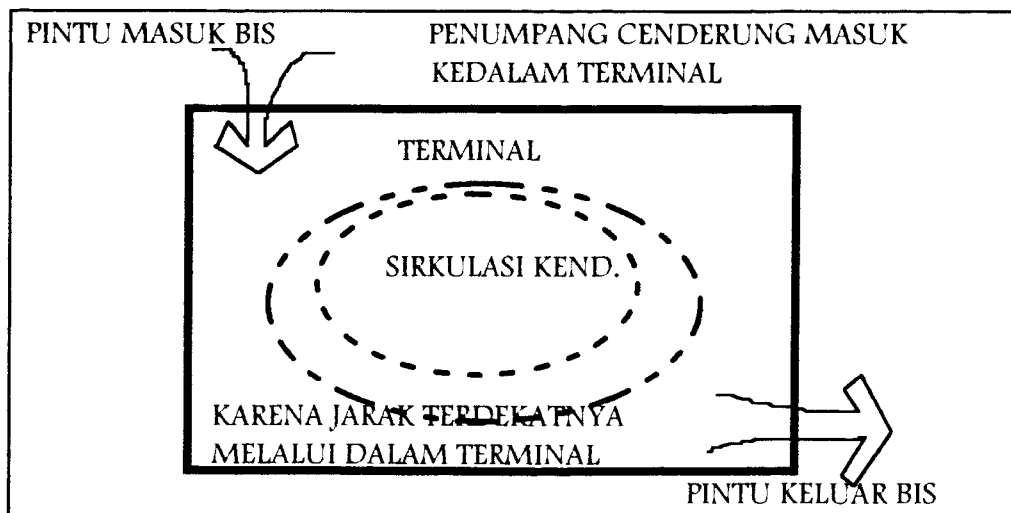 PINTU MASUK BIS
PENUMPANG CENDERUNG MASUK
KEDALAM TERMINAL
TERMINAL
SIRKULASI KEND.
KARENA JARAK TERDEKATNYA
MELALUI DALAM TERMINAL
PINTU KELUAR BIS